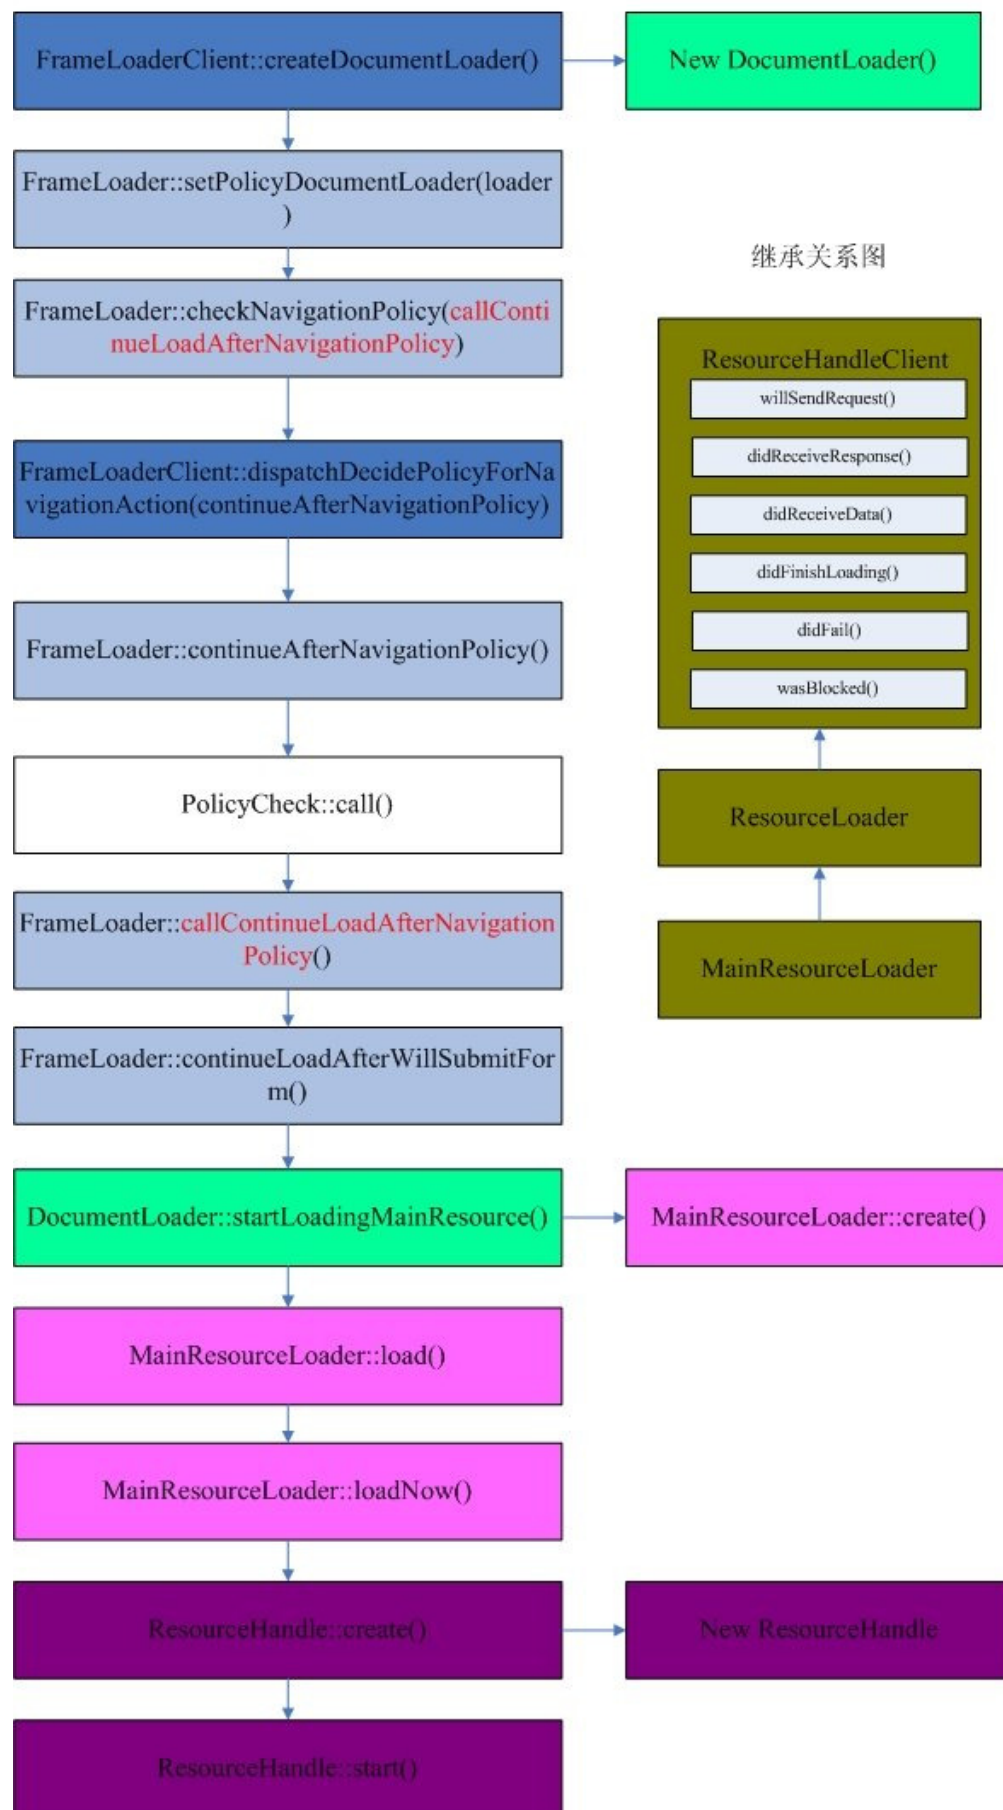 FrameLoaderClient::createDocumentLoader()
New DocumentLoader()
FrameLoader::setPolicyDocumentLoader(loader
)
FrameLoader::checkNavigationPolicy(callConti
nueLoadAfterNavigationPolicy)
FrameLoaderClient::dispatchDecidePolicyForNa
vigationAction(continueAfterNavigationPolicy)
FrameLoader::continueAfterNavigationPolicy()
PolicyCheck::call()
FrameLoader::callContinueLoadAfterNavigation
Policy()
FrameLoader::continueLoadAfterWillSubmitFor
m()
DocumentLoader::startLoadingMainResource()
MainResourceLoader::create()
MainResourceLoader::load()
MainResourceLoader::loadNow()
ResourceHandle::create()
New ResourceHandle
ResourceHandle::start()
继承关系图
ResourceHandleClient
willSendRequest()
didReceiveResponse()
didReceiveData()
didFinishLoading()
didFail()
wasBlocked()
ResourceLoader
MainResourceLoader